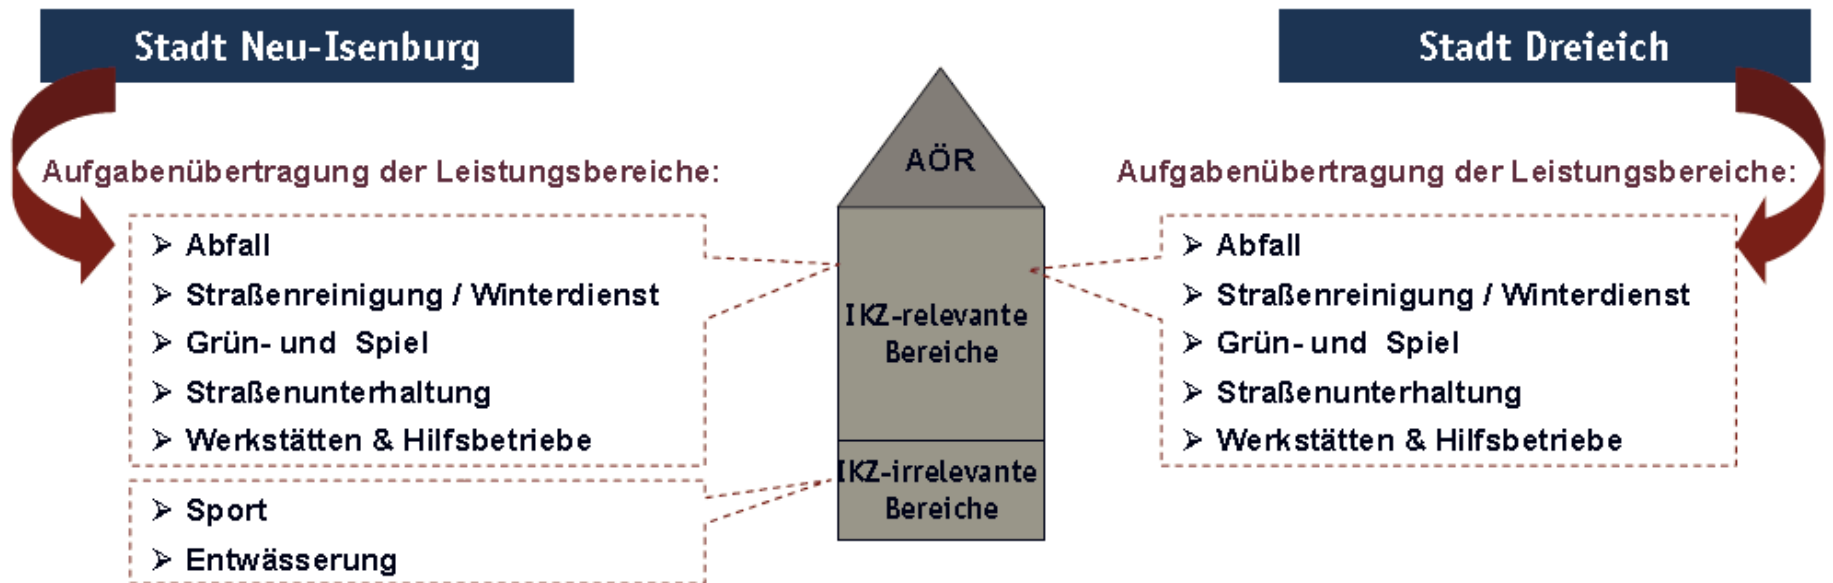 Stadt Neu-Isenburg
Aufgabenübertragung der Leistungsbereiche:
➢ Abfall
➢ Straßenreinigung / Winterdienst
➢ Grün- und Spiel
➢ Straßenunterhaltung
➢ Werkstätten & Hilfsbetriebe
➢ Sport
➢ Entwässerung
AÖR
IKZ-relevante
Bereiche
IKZ-irrelevante
Bereiche
Stadt Dreieich
Aufgabenübertragung der Leistungsbereiche:
➢ Abfall
➢ Straßenreinigung / Winterdienst
➢ Grün- und Spiel
➢ Straßenunterhaltung
➢ Werkstätten & Hilfsbetriebe